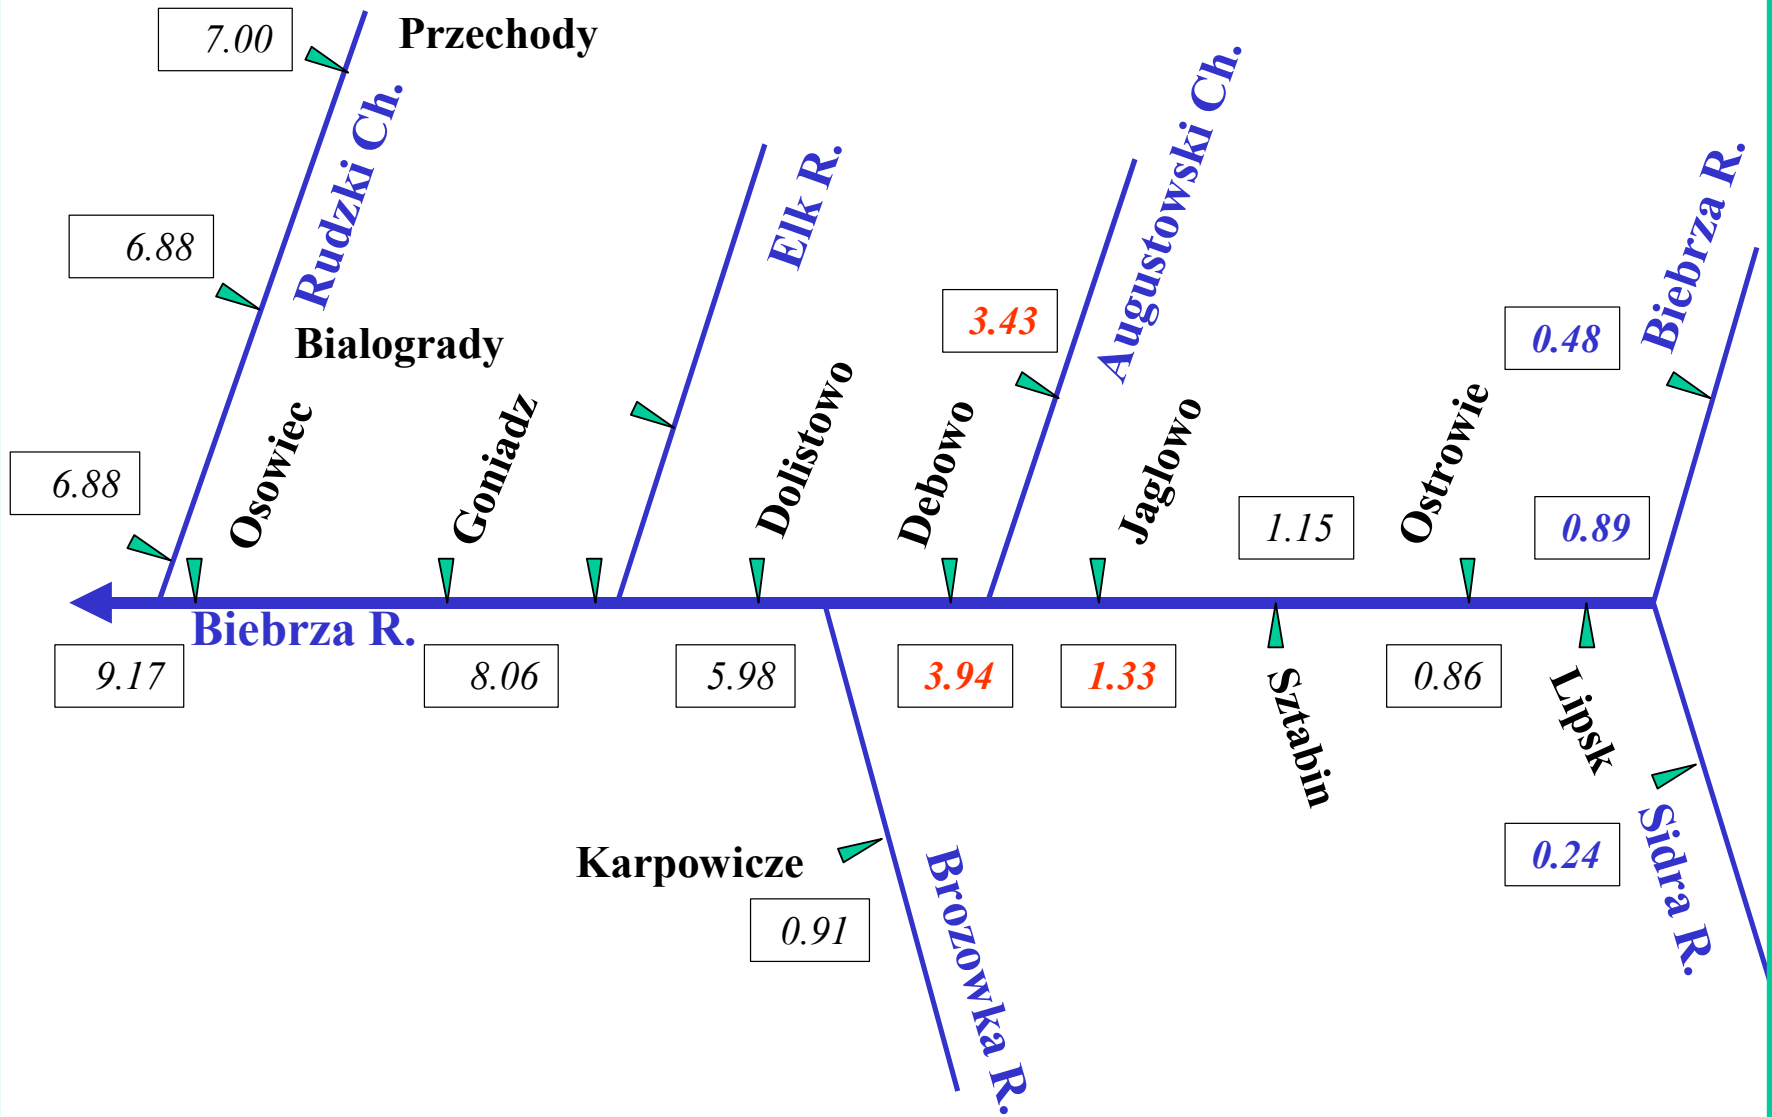 7.00
Przechody
Rudzki Ch.
Elk R.
Augustowski Ch.
Biebrza R.
6.88
Bialogrady
3.43
0.48
6.88
Osowiec
Goniadz
Dolistowo
Debowo
Jaglowo
1.15
Ostrowie
0.89
Biebrza R.
9.17
8.06
5.98
3.94
1.33
Sztabin
0.86
Lipsk
Karpowicze
0.91
Brozowka R.
0.24
Sidra R.